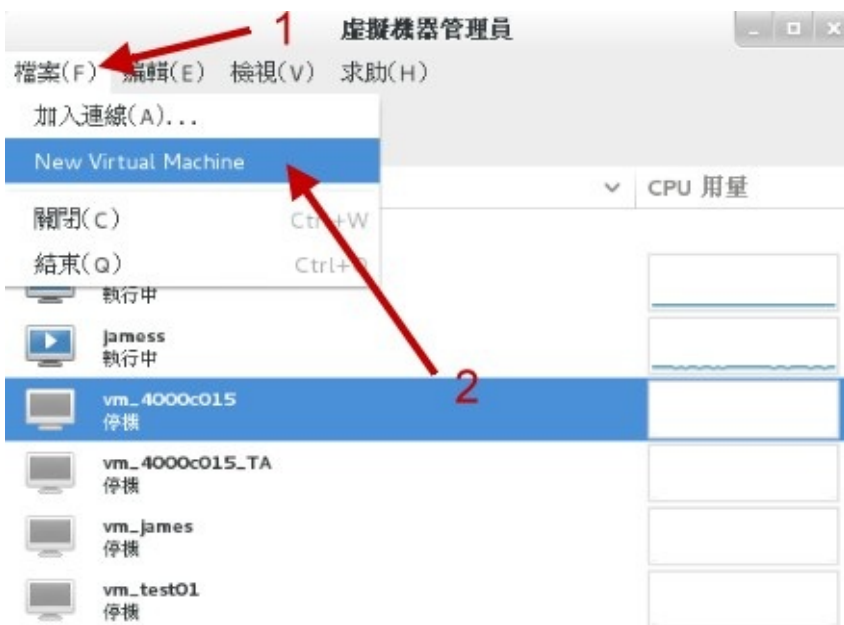 1
虛擬機器管理員
檔案(F) 編輯(E) 檢視(V) 求助(H)
加入連線(A)...
New Virtual Machine
CPU 用量
關閉(C) Ctrl+W
結束(Q) Ctrl+Q
執行中
jamess
執行中
2
vm_4000c015
停機
vm_4000c015_TA
停機
vm_james
停機
vm_test01
停機